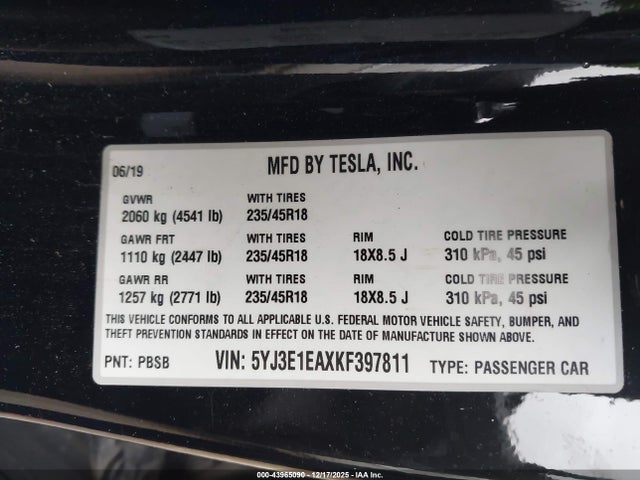 06/19 MFD BY TESLA, INC.
GVWR WITH TIRES
2060 kg (4541 lb) 235/45R18
GAWR FRT WITH TIRES RIM COLD TIRE PRESSURE
1110 kg (2447 lb) 235/45R18 18X8.5 J 310 kPa, 45 psi
GAWR RR WITH TIRES RIM COLD TIRE PRESSURE
1257 kg (2771 lb) 235/45R18 18X8.5 J 310 kPa, 45 psi
THIS VEHICLE CONFORMS TO ALL APPLICABLE U.S. FEDERAL MOTOR VEHICLE SAFETY, BUMPER, AND
THEFT PREVENTION STANDARDS IN EFFECT ON THE DATE OF MANUFACTURE SHOWN ABOVE.
PNT: PBSB VIN: 5YJ3E1EAXKF397811 TYPE: PASSENGER CAR
000-43965090 - 12/17/2025 - IAA Inc.